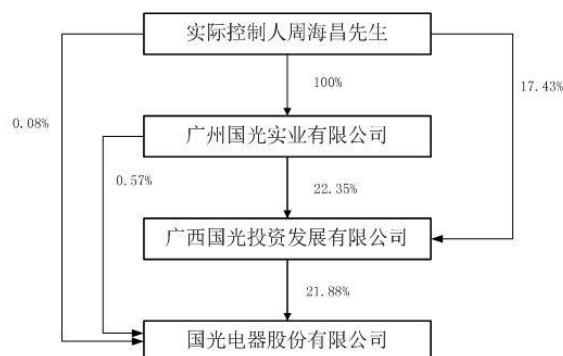 实际控制人周海昌先生
100%
17.43%
0.08%
广州国光实业有限公司
0.57%
22.35%
广西国光投资发展有限公司
21.88%
国光电器股份有限公司